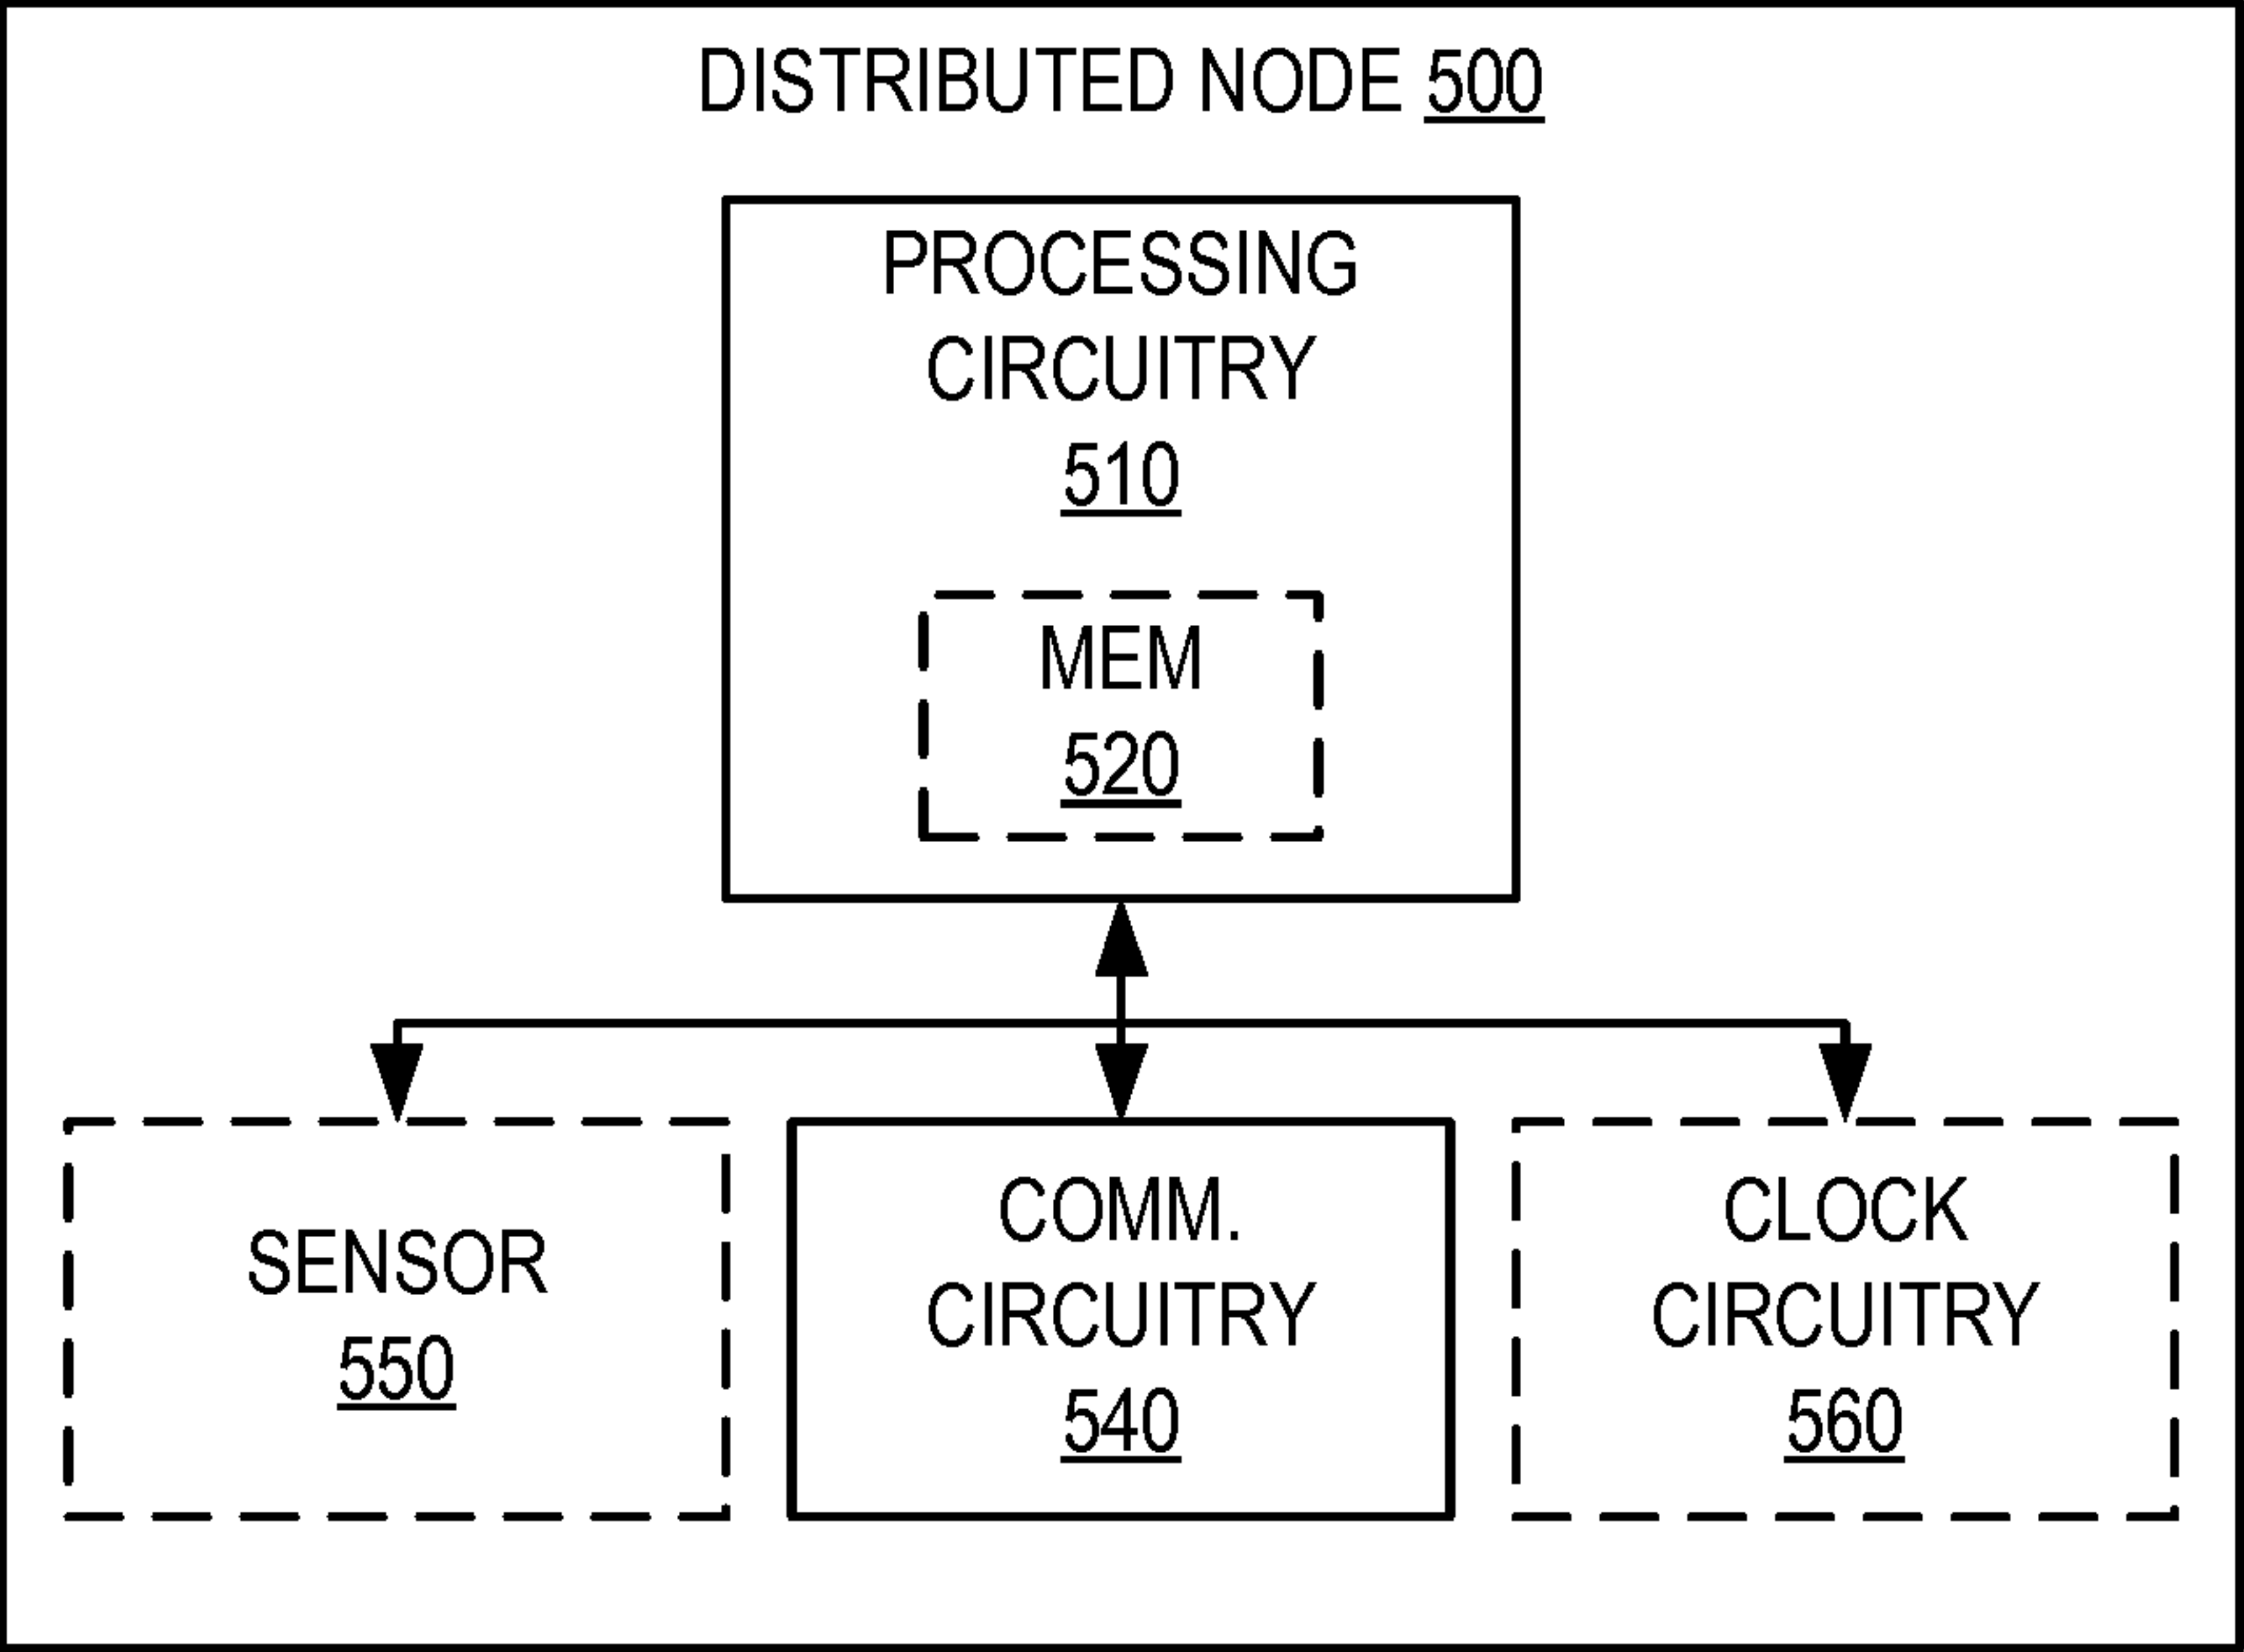 DISTRIBUTED NODE 500
PROCESSING
CIRCUITRY
510
MEM
520
SENSOR
550
COMM.
CIRCUITRY
540
CLOCK
CIRCUITRY
560